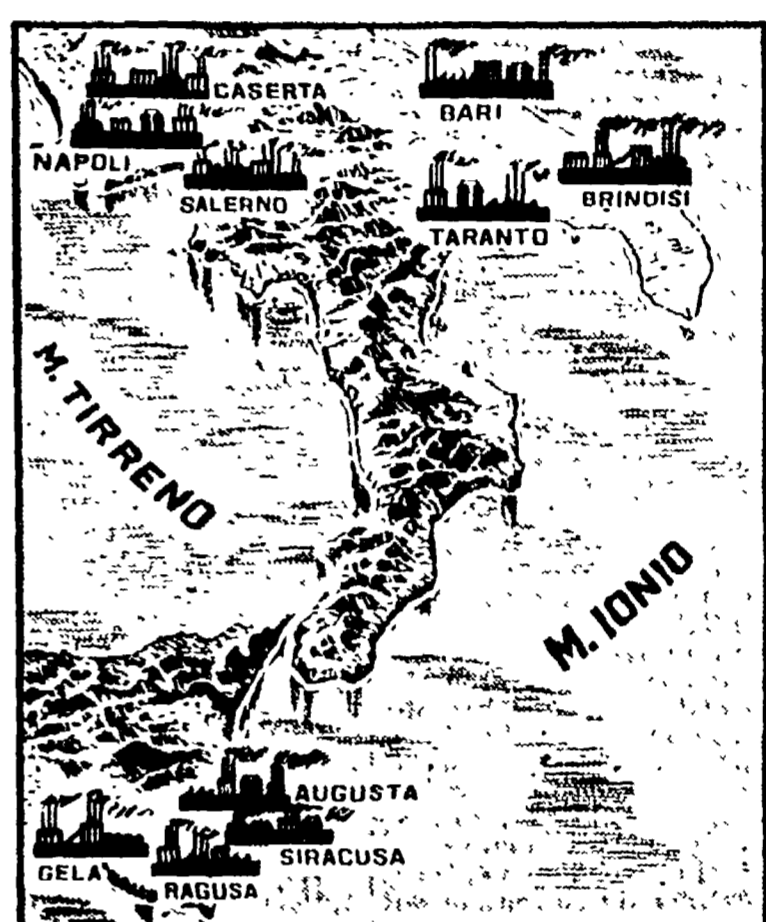 CASERTA
BARI
NAPOLI
SALERNO
BRINDISI
TARANTO
M. TIRRENO
M. IONIO
AUGUSTA
SIRACUSA
GELA
RAGUSA